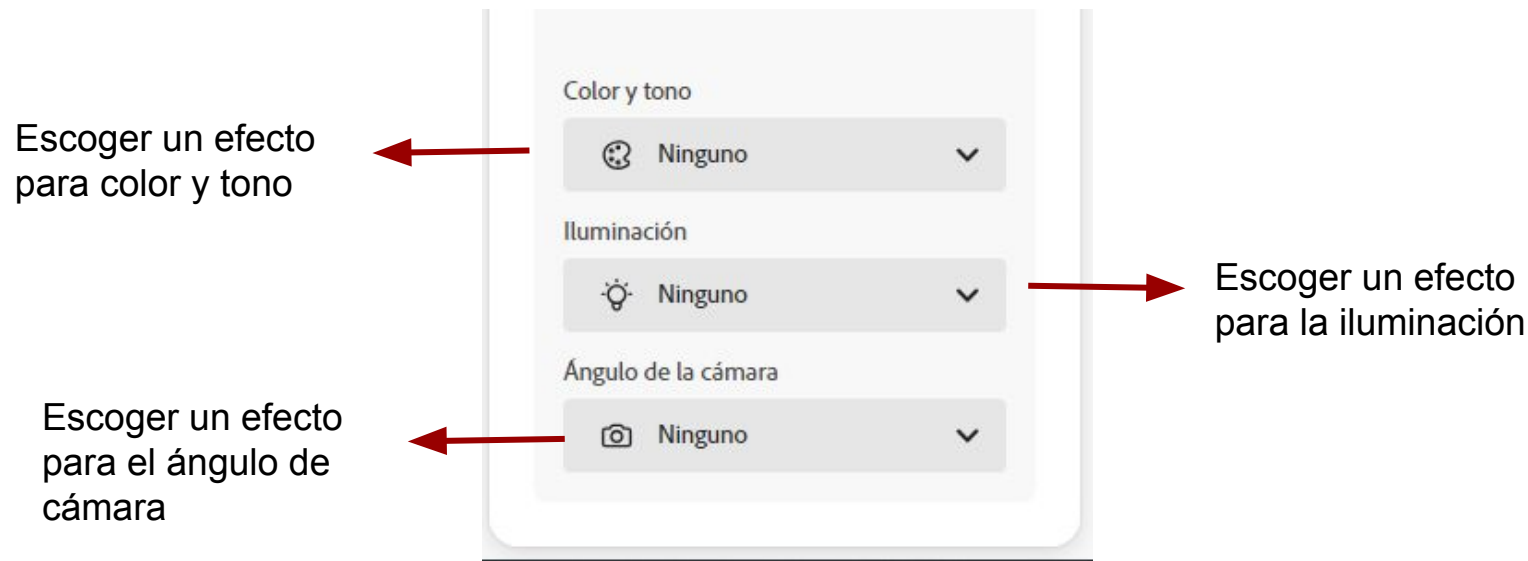 Color y tono
Escoger un efecto
para color y tono
Ninguno
Iluminación
Ninguno
Escoger un efecto
para la iluminación
Ángulo de la cámara
Escoger un efecto
para el ángulo de
cámara
Ninguno